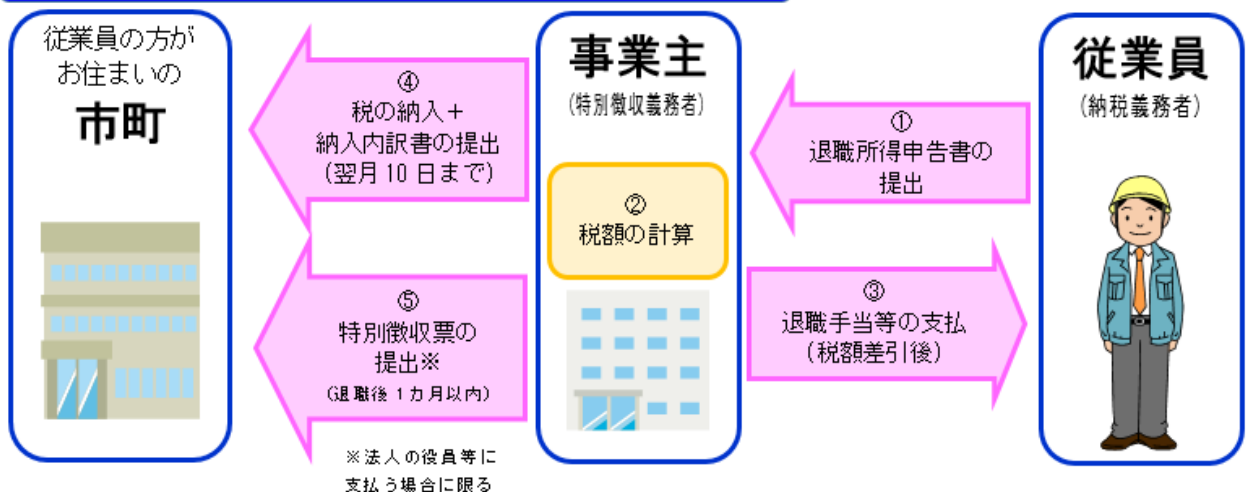 従業員の方が
お住まいの
市町
④
税の納入＋
納入内訳書の提出
（翌月10日まで）
⑤
特別徴収票の
提出※
（退職後1カ月以内）
※法人の役員等に
支払う場合に限る
事業主
（特別徴収義務者）
②
税額の計算
①
退職所得申告書の
提出
③
退職手当等の支払
（税額差引後）
従業員
（納税義務者）